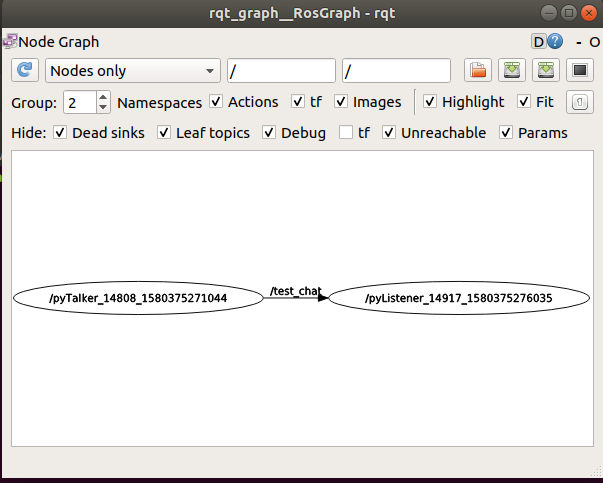 rqt_graph__RosGraph - rqt
Node Graph D ? - O
Nodes only / /
Group: 2 Namespaces Actions tf Images Highlight Fit
Hide: Dead sinks Leaf topics Debug tf Unreachable Params
/test_chat
/pyTalker_14808_1580375271044 /pyListener_14917_1580375276035